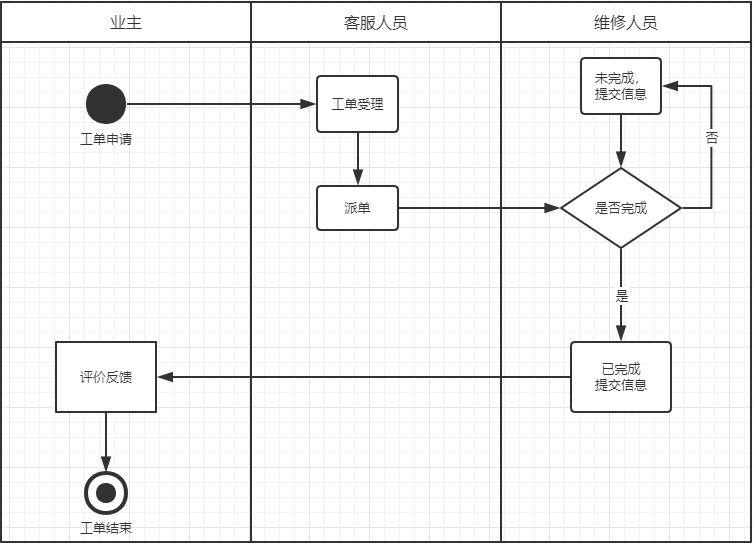 业主
客服人员
维修人员
未完成，
提交信息
工单受理
否
工单申请
派单
是否完成
是
评价反馈
已完成
提交信息
工单结束